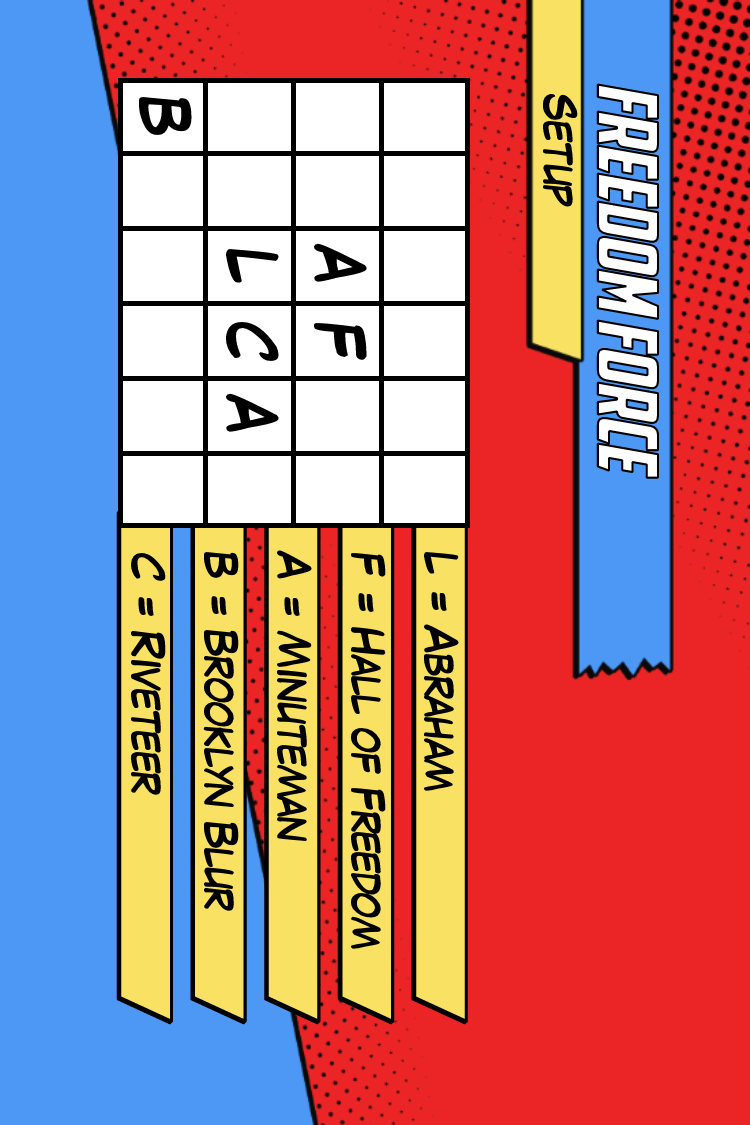 FREEDOM FORCE
SETUP
A F
L C A
B
L = ABRAHAM
F = HALL OF FREEDOM
A = MINUTEMAN
B = BROOKLYN BLUR
C = RIVETEER